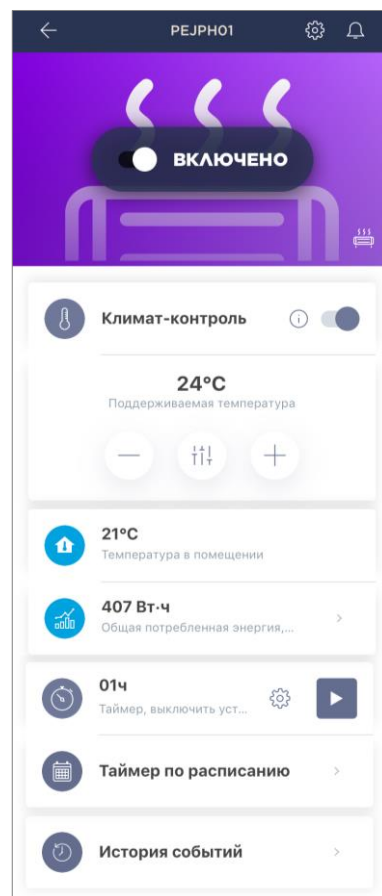 PEJPH01
ВКЛЮЧЕНО
Климат-контроль
24°C
Поддерживаемая температура
21°C
Температура в помещении
407 Вт·ч
Общая потребленная энергия,...
01ч
Таймер, выключить уст...
Таймер по расписанию
История событий